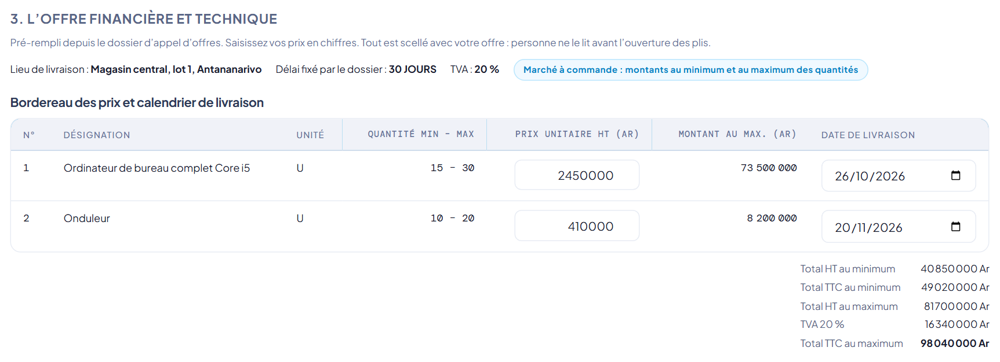 3. L’OFFRE FINANCIÈRE ET TECHNIQUE
Pré-rempli depuis le dossier d’appel d’offres. Saisissez vos prix en chiffres. Tout est scellé avec votre offre : personne ne le lit avant l’ouverture des plis.
Lieu de livraison : Magasin central, lot 1, Antananarivo Délai fixé par le dossier : 30 JOURS TVA : 20 % Marché à commande : montants au minimum et au maximum des quantités
Bordereau des prix et calendrier de livraison
N° DÉSIGNATION UNITÉ QUANTITÉ MIN – MAX PRIX UNITAIRE HT (AR) MONTANT AU MAX. (AR) DATE DE LIVRAISON
1 Ordinateur de bureau complet Core i5 U 15 – 30 2450000 73 500 000 26/10/2026
2 Onduleur U 10 – 20 410000 8 200 000 20/11/2026
Total HT au minimum 40 850 000 Ar
Total TTC au minimum 49 020 000 Ar
Total HT au maximum 81 700 000 Ar
TVA 20 % 16 340 000 Ar
Total TTC au maximum 98 040 000 Ar